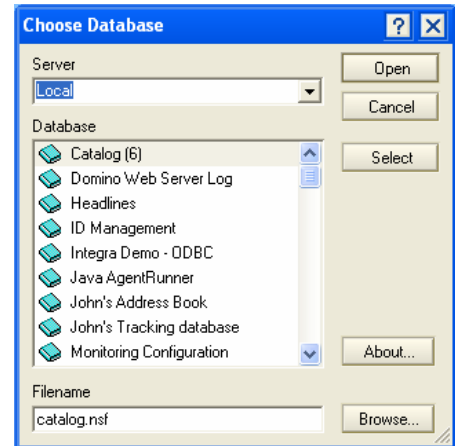 Choose Database
Server
Local
Open
Cancel
Database
Catalog (6)
Domino Web Server Log
Headlines
ID Management
Integra Demo - ODBC
Java AgentRunner
John's Address Book
John's Tracking database
Monitoring Configuration
Select
About...
Filename
catalog.nsf
Browse...